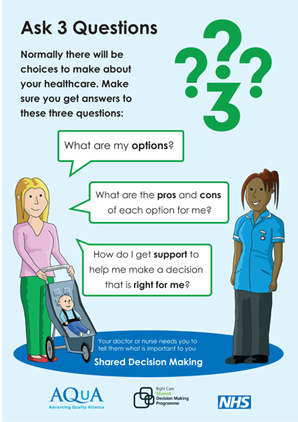 Ask 3 Questions
Normally there will be
choices to make about
your healthcare. Make
sure you get answers to
these three questions:
???
3
What are my options?
What are the pros and cons
of each option for me?
How do I get support to
help me make a decision
that is right for me?
Your doctor or nurse needs you to
tell them what is important to you
Shared Decision Making
AQuA
Advancing Quality Alliance
Right Care
Shared
Decision Making
Programme
NHS